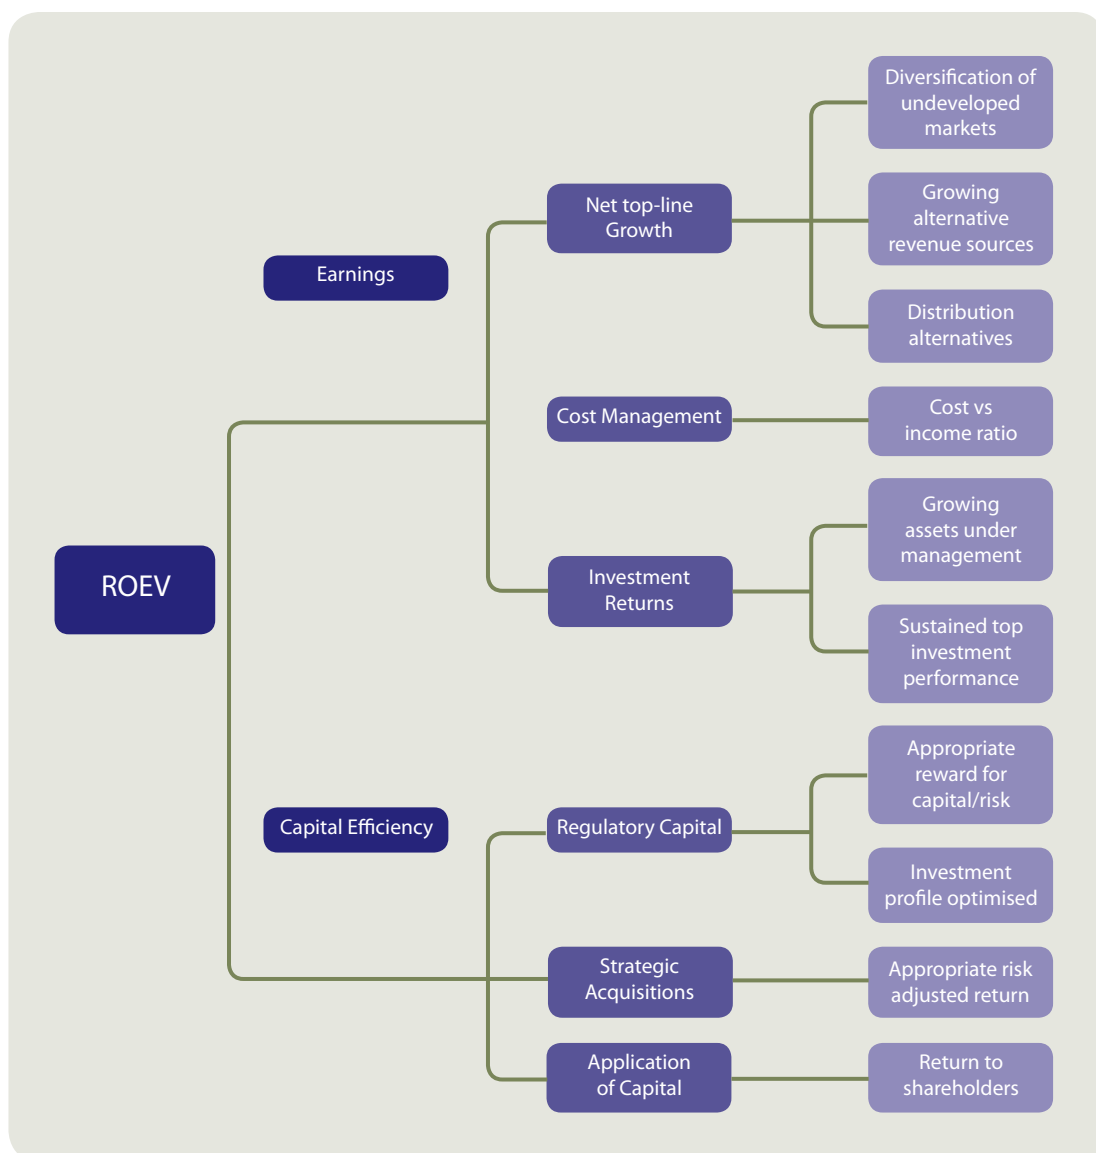 Diversification of
undeveloped
markets
Net top-line
Growth
Growing
alternative
revenue sources
Earnings
Distribution
alternatives
Cost Management
Cost vs
income ratio
Growing
assets under
management
ROEV
Investment
Returns
Sustained top
investment
performance
Appropriate
reward for
capital/risk
Capital Efficiency
Regulatory Capital
Investment
profile optimised
Strategic
Acquisitions
Appropriate risk
adjusted return
Application
of Capital
Return to
shareholders